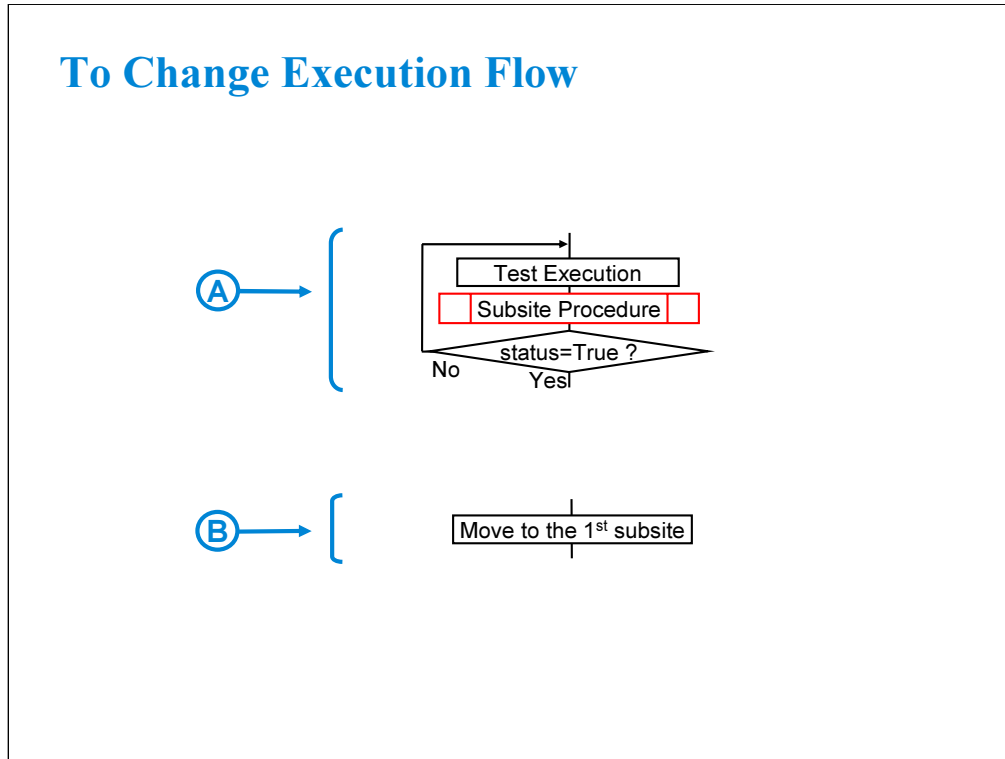 To Change Execution Flow
A
Test Execution
Subsite Procedure
status=True ?
No
Yes
B
Move to the 1st subsite